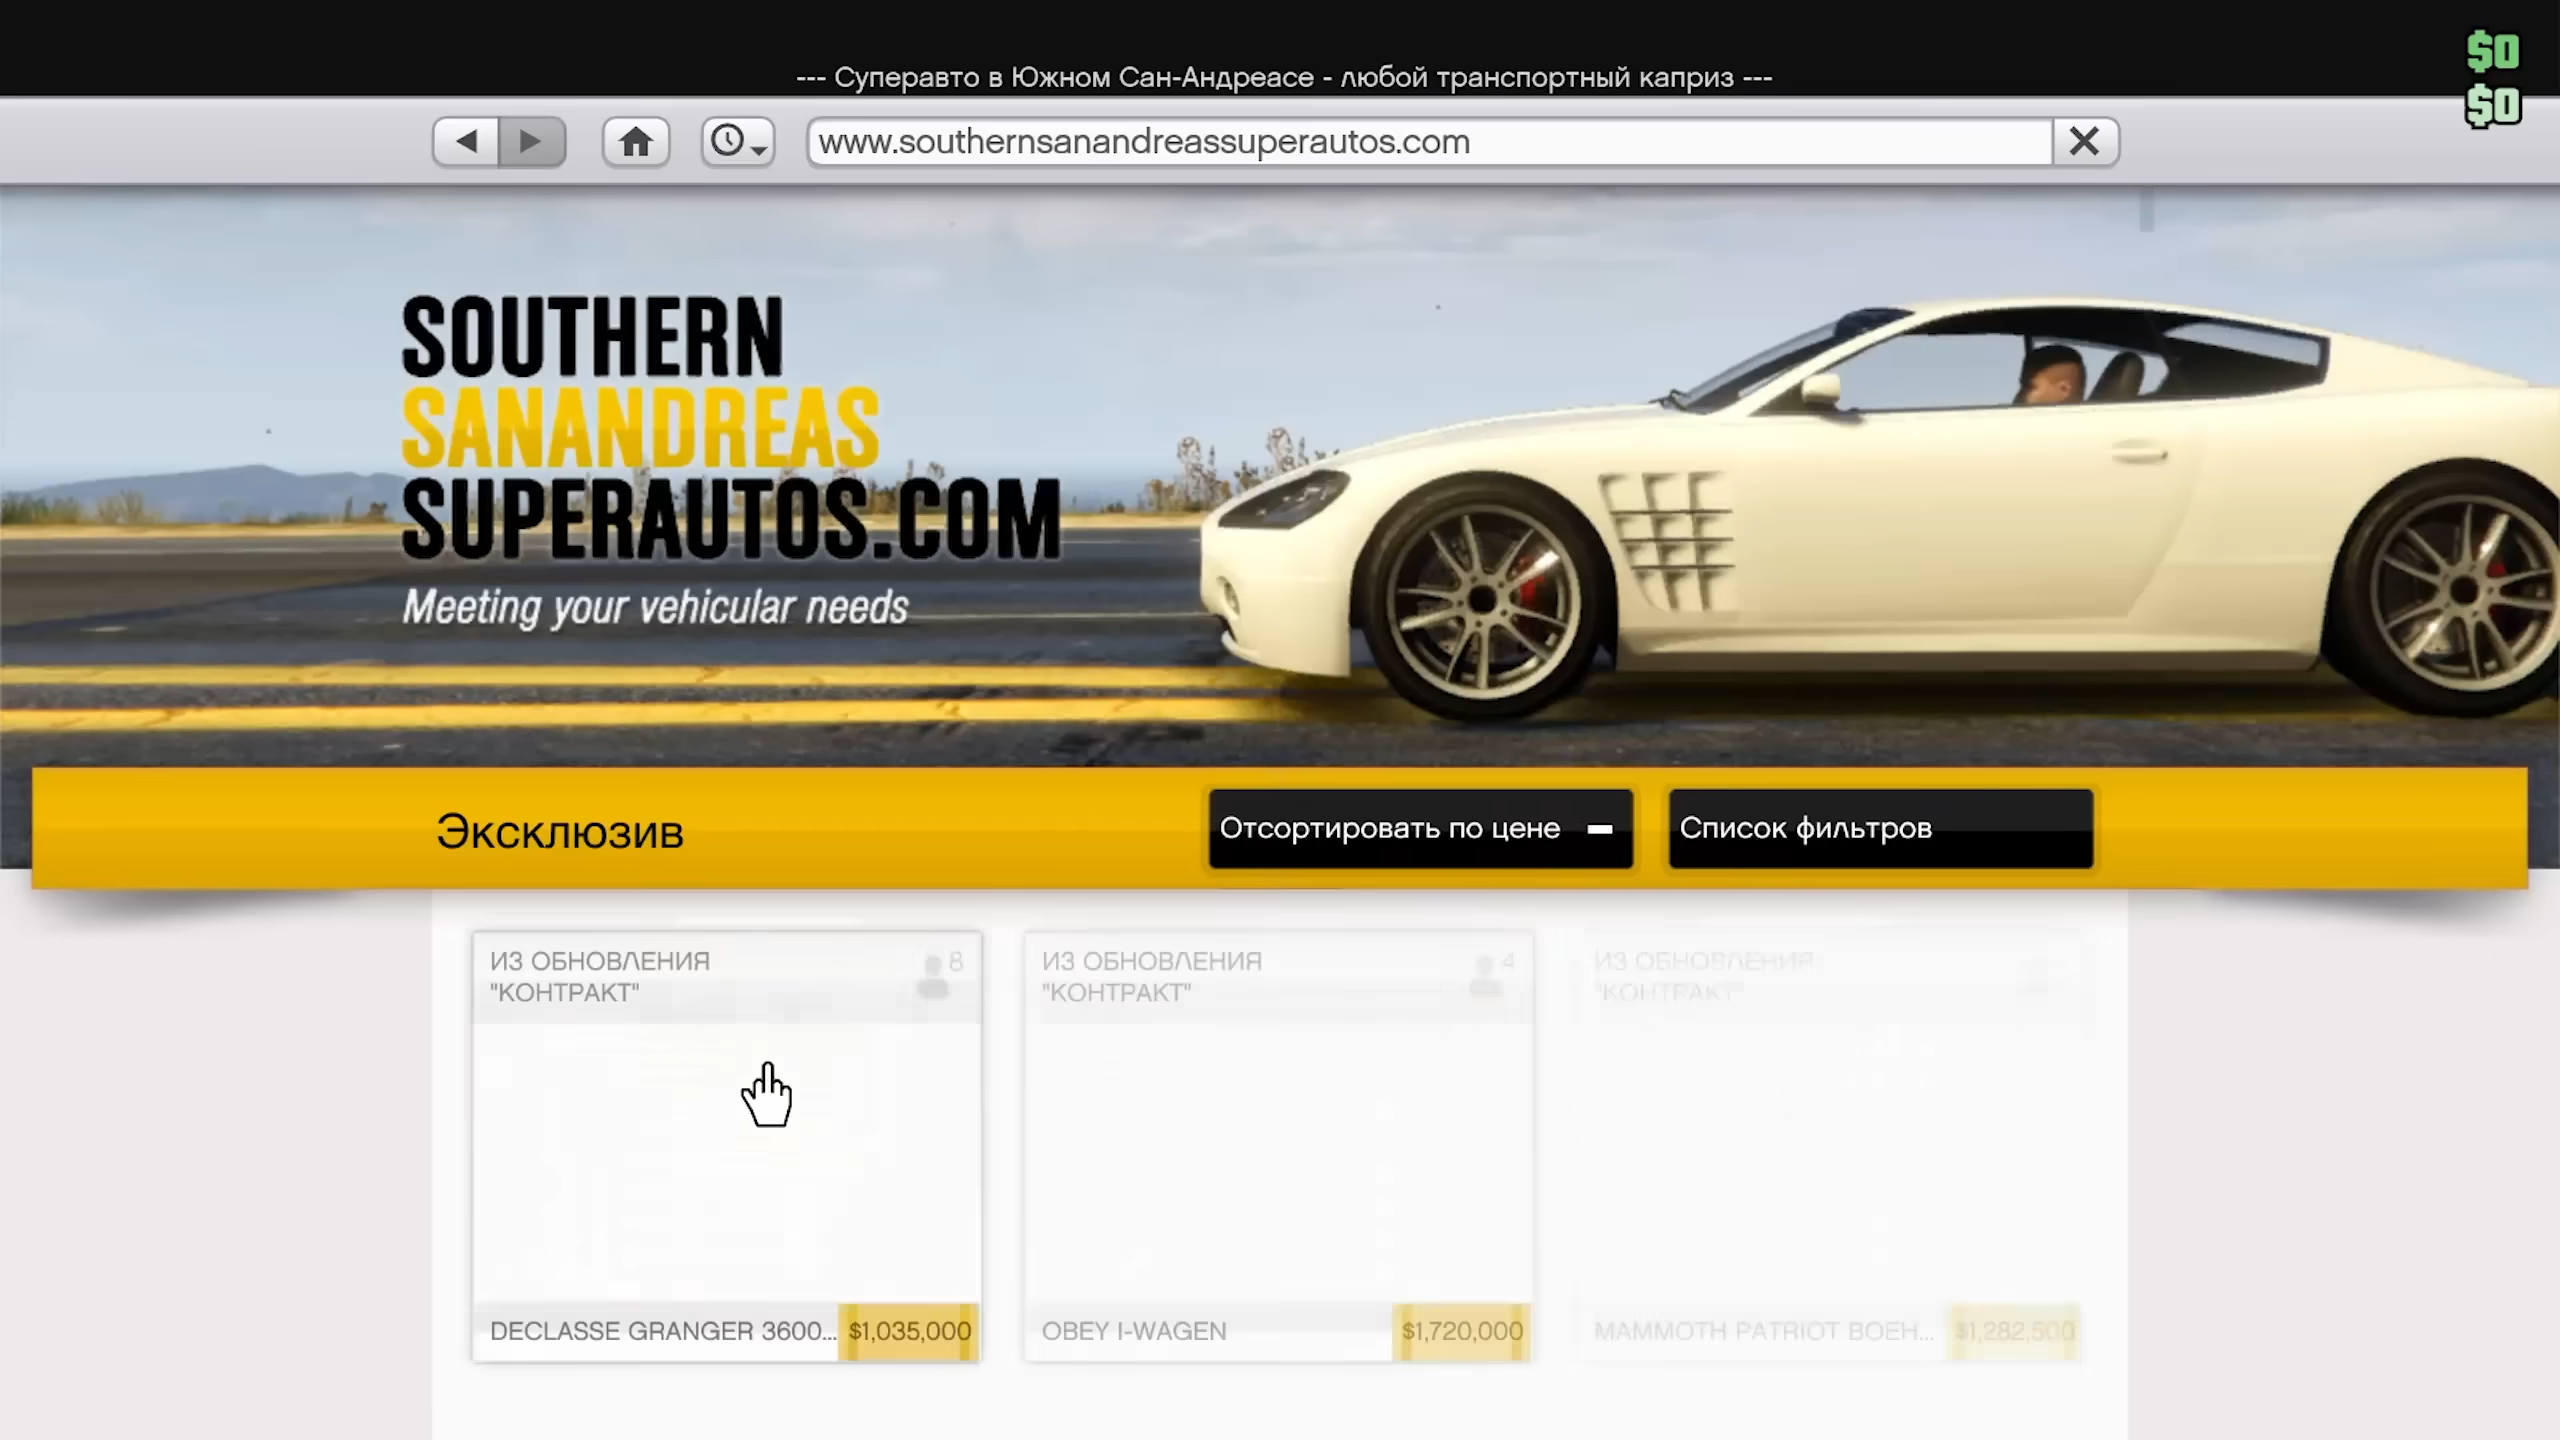 $0
--- Суперавто в Южном Сан-Андреасе - любой транспортный каприз ---
$0
www.southernsanandreassuperautos.com
SOUTHERN
SANANDREAS
SUPERAUTOS.COM
Meeting your vehicular needs
Эксклюзив
Отсортировать по цене
Список фильтров
ИЗ ОБНОВЛЕНИЯ
"КОНТРАКТ"
8
ИЗ ОБНОВЛЕНИЯ
"КОНТРАКТ"
4
ИЗ ОБНОВЛЕНИЯ
"КОНТРАКТ"
DECLASSE GRANGER 3600...
$1,035,000
OBEY I-WAGEN
$1,720,000
MAMMOTH PATRIOT ВОЕН...
$1,282,500